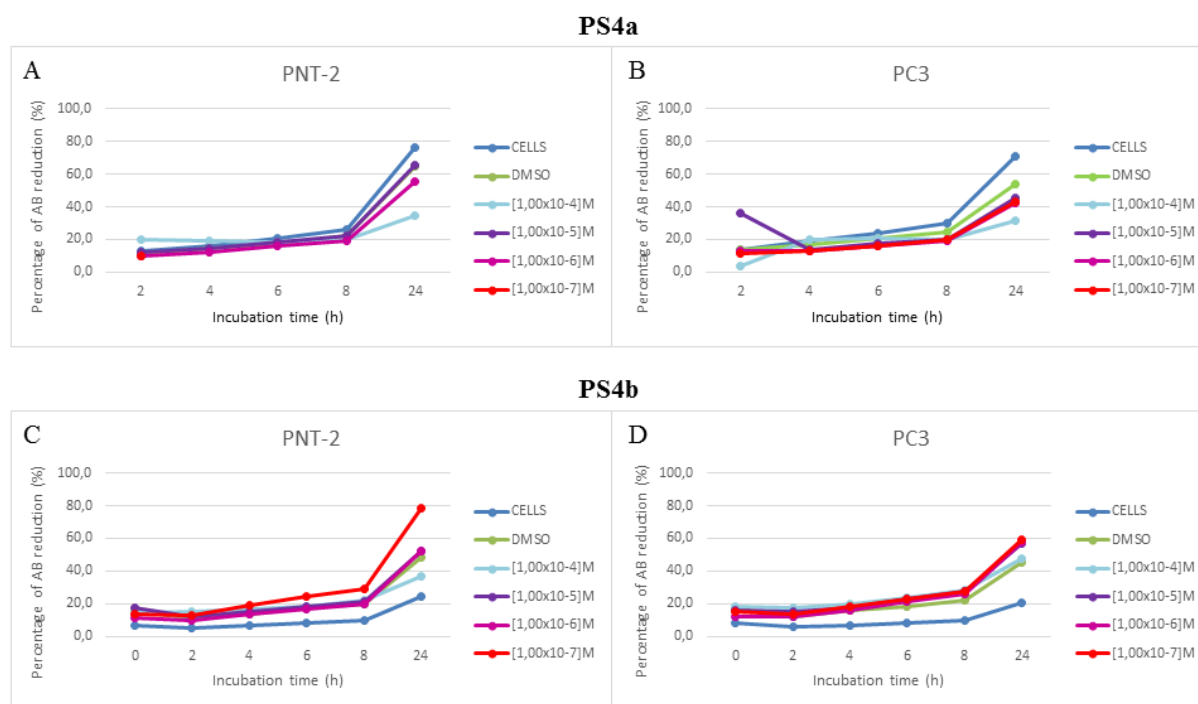 PS4a
A
PNT-2
Percentage of AB reduction (%)
100,0
80,0
60,0
40,0
20,0
0,0
2 4 6 8 24
Incubation time (h)
CELLS
DMSO
[1,00x10-4]M
[1,00x10-5]M
[1,00x10-6]M
[1,00x10-7]M
B
PC3
Percentage of AB reduction (%)
100,0
80,0
60,0
40,0
20,0
0,0
2 4 6 8 24
Incubation time (h)
CELLS
DMSO
[1,00x10-4]M
[1,00x10-5]M
[1,00x10-6]M
[1,00x10-7]M
PS4b
C
PNT-2
Percentage of AB reduction (%)
100,0
80,0
60,0
40,0
20,0
0,0
0 2 4 6 8 24
Incubation time (h)
CELLS
DMSO
[1,00x10-4]M
[1,00x10-5]M
[1,00x10-6]M
[1,00x10-7]M
D
PC3
Percentage of AB reduction (%)
100,0
80,0
60,0
40,0
20,0
0,0
0 2 4 6 8 24
Incubation time (h)
CELLS
DMSO
[1,00x10-4]M
[1,00x10-5]M
[1,00x10-6]M
[1,00x10-7]M